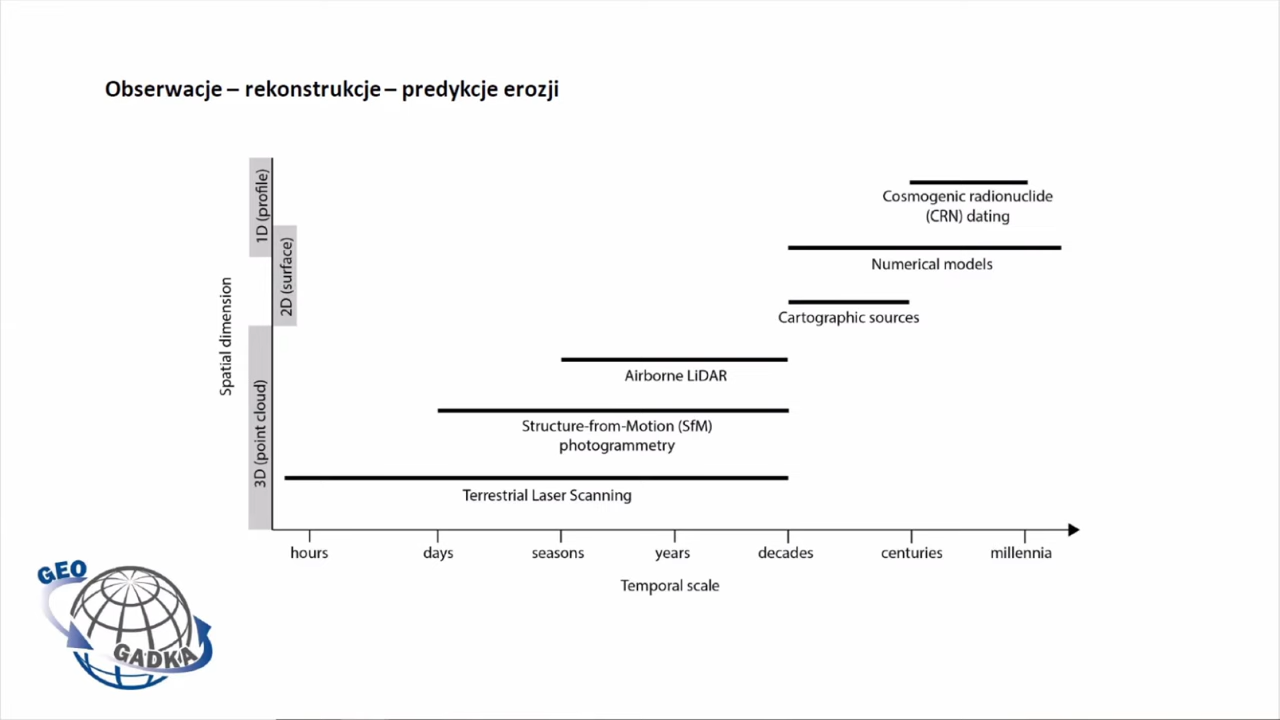 Obserwacje – rekonstrukcje – predykcje erozji
1D (profile)
2D (surface)
3D (point cloud)
Spatial dimension
Cosmogenic radionuclide
(CRN) dating
Numerical models
Cartographic sources
Airborne LiDAR
Structure-from-Motion (SfM)
photogrammetry
Terrestrial Laser Scanning
hours days seasons years decades centuries millennia
Temporal scale
GEO
GADKA